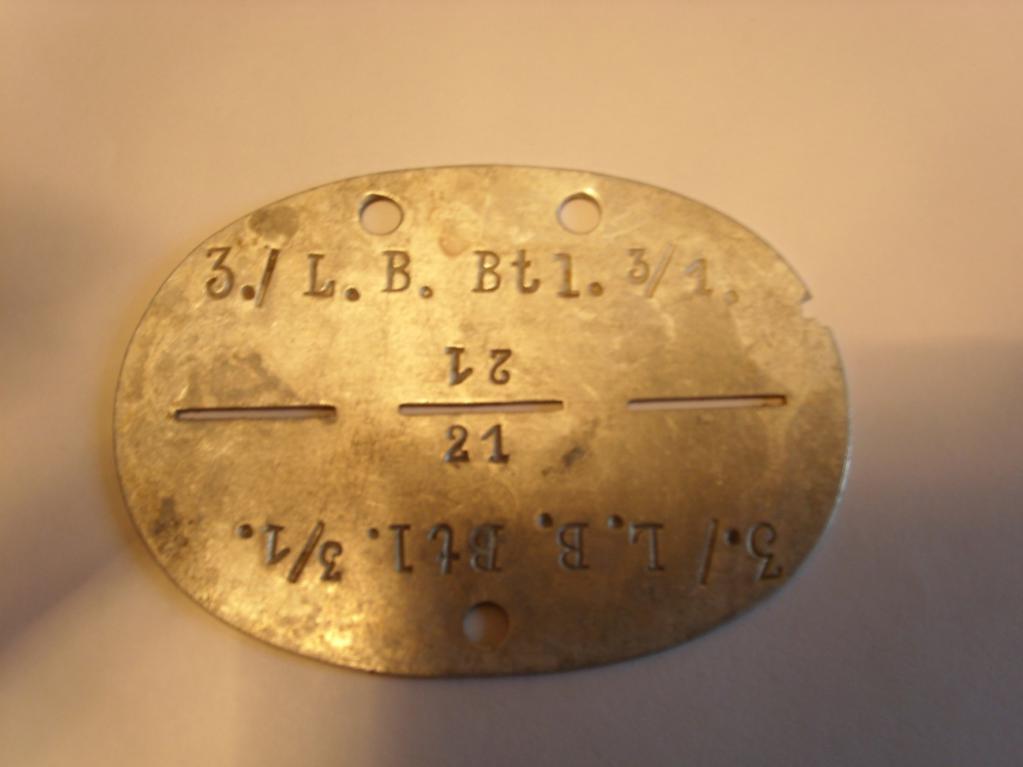 3./ L. B. Btl. 3/1.
21
21
3./ L. B. Btl. 3/1.